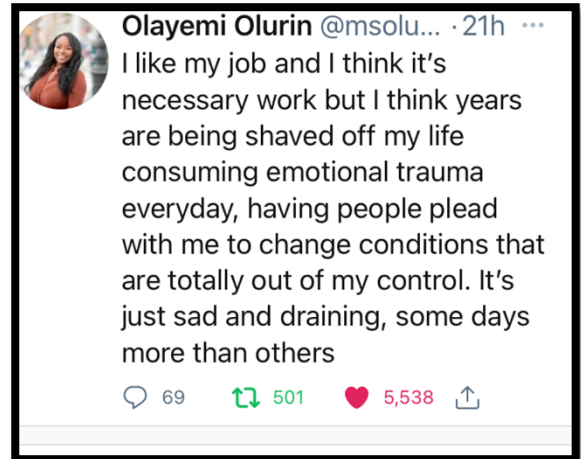 Olayemi Olurin @msolu... · 21h ···
I like my job and I think it's
necessary work but I think years
are being shaved off my life
consuming emotional trauma
everyday, having people plead
with me to change conditions that
are totally out of my control. It's
just sad and draining, some days
more than others
69 501 5,538